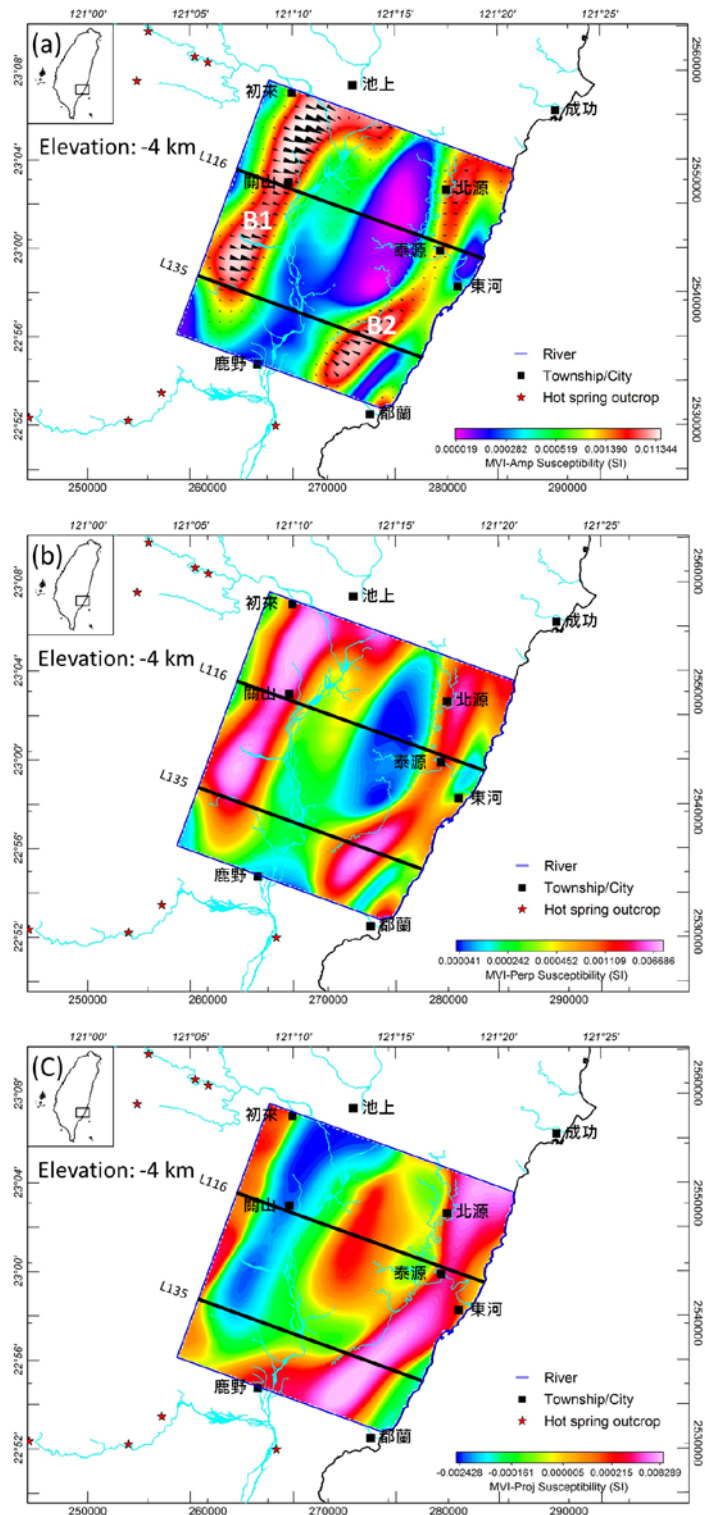 121°00' 121°05' 121°10' 121°15' 121°20' 121°25'
(a)
23°08'
2560000
初來
池上
成功
Elevation: -4 km
L116
23°04'
2550000
關山
北源
B1
23°00'
泰源
L135
東河
2540000
B2
22°56'
鹿野
River
Township/City
Hot spring outcrop
都蘭
22°52'
2530000
0.000019 0.000282 0.000519 0.001390 0.011344
MVI-Amp Susceptibility (SI)
250000 260000 270000 280000 290000
121°00' 121°05' 121°10' 121°15' 121°20' 121°25'
(b)
23°08'
2560000
初來
池上
成功
Elevation: -4 km
L116
23°04'
2550000
關山
北源
23°00'
泰源
L135
東河
2540000
22°56'
鹿野
River
Township/City
Hot spring outcrop
都蘭
22°52'
2530000
0.000041 0.000242 0.000452 0.001109 0.006686
MVI-Perp Susceptibility (SI)
250000 260000 270000 280000 290000
121°00' 121°05' 121°10' 121°15' 121°20' 121°25'
(C)
23°08'
2560000
初來
池上
成功
Elevation: -4 km
L116
23°04'
2550000
關山
北源
23°0'
泰源
L135
東河
2540000
22°56'
鹿野
River
Township/City
Hot spring outcrop
都蘭
22°52'
2530000
-0.002428 -0.000151 0.000005 0.000215 0.008289
MVI-Proj Susceptibility (SI)
250000 260000 270000 280000 290000